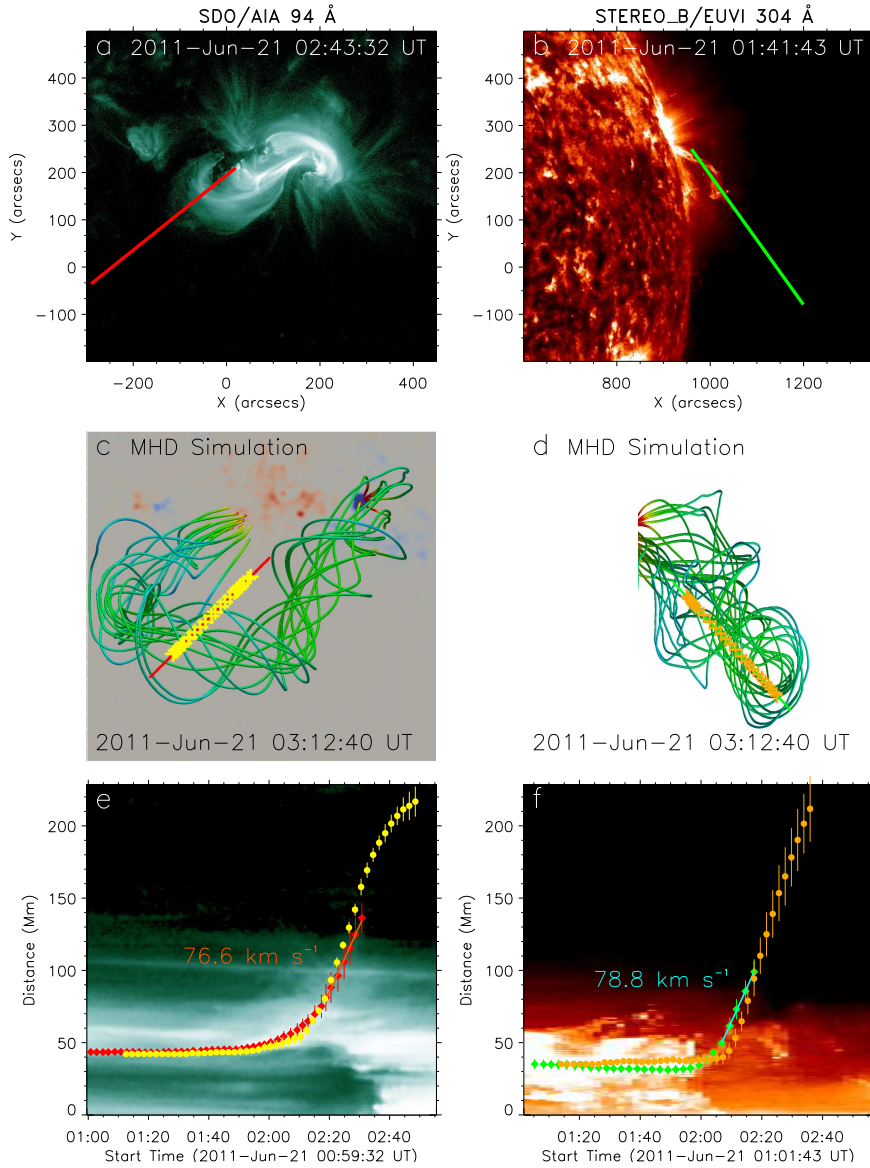 SDO/AIA 94 Å
STEREO_B/EUVI 304 Å
a 2011-Jun-21 02:43:32 UT
b 2011-Jun-21 01:41:43 UT
400
300
200
100
0
-100
Y (arcsecs)
-200
0
200
400
X (arcsecs)
400
300
200
100
0
-100
Y (arcsecs)
800
1000
1200
X (arcsecs)
c MHD Simulation
2011-Jun-21 03:12:40 UT
d MHD Simulation
2011-Jun-21 03:12:40 UT
e
200
150
100
50
0
Distance (Mm)
76.6 km s⁻¹
01:00 01:20 01:40 02:00 02:20 02:40
Start Time (2011-Jun-21 00:59:32 UT)
f
200
150
100
50
0
Distance (Mm)
78.8 km s⁻¹
01:20 01:40 02:00 02:20 02:40
Start Time (2011-Jun-21 01:01:43 UT)